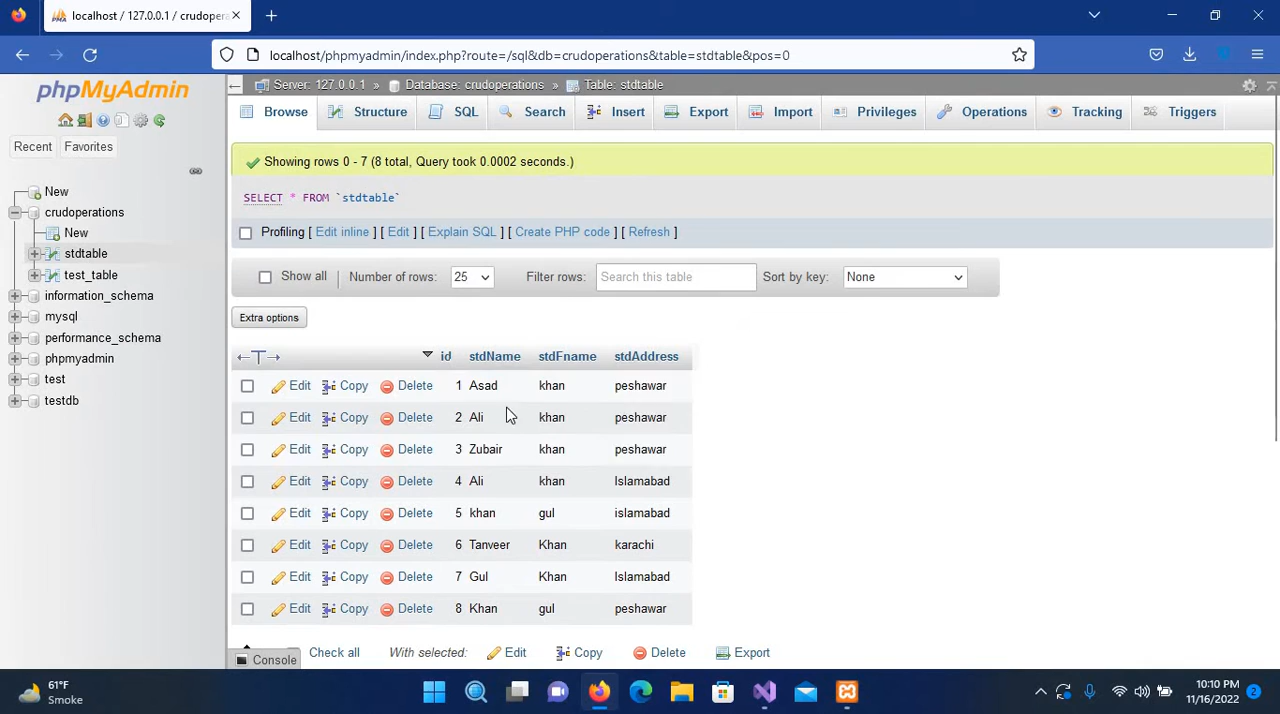 localhost / 127.0.0.1 / crudopera
localhost/phpmyadmin/index.php?route=/sql&db=crudoperations&table=stdtable&pos=0
phpMyAdmin
Recent Favorites
New
crudoperations
New
stdtable
test_table
information_schema
mysql
performance_schema
phpmyadmin
test
testdb
Server: 127.0.0.1 » Database: crudoperations » Table: stdtable
Browse Structure SQL Search Insert Export Import Privileges Operations Tracking Triggers
Showing rows 0 - 7 (8 total, Query took 0.0002 seconds.)
SELECT * FROM `stdtable`
Profiling [ Edit inline ] [ Edit ] [ Explain SQL ] [ Create PHP code ] [ Refresh ]
Show all Number of rows: 25 Filter rows: Search this table Sort by key: None
Extra options
id stdName stdFname stdAddress
Edit Copy Delete 1 Asad khan peshawar
Edit Copy Delete 2 Ali khan peshawar
Edit Copy Delete 3 Zubair khan peshawar
Edit Copy Delete 4 Ali khan Islamabad
Edit Copy Delete 5 khan gul islamabad
Edit Copy Delete 6 Tanveer Khan karachi
Edit Copy Delete 7 Gul Khan Islamabad
Edit Copy Delete 8 Khan gul peshawar
Check all With selected: Edit Copy Delete Export
Console
61°F
Smoke
10:10 PM
11/16/2022
2